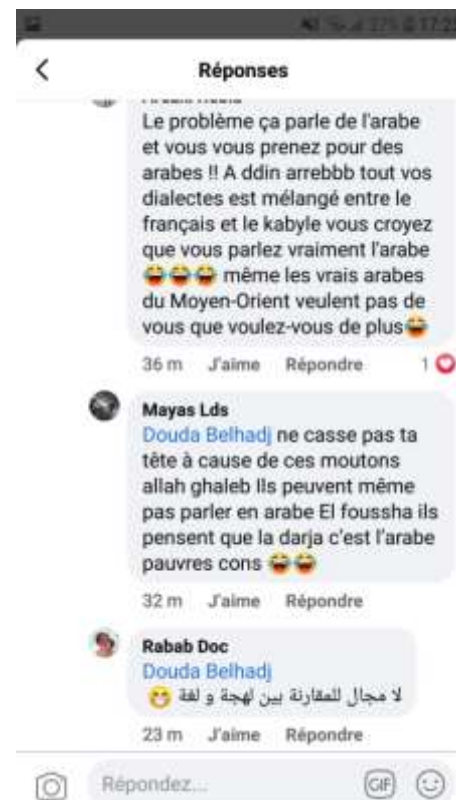 17:23
Réponses
Le problème ça parle de l'arabe
et vous vous prenez pour des
arabes !! A ddin arrebbb tout vos
dialectes est mélangé entre le
français et le kabyle vous croyez
que vous parlez vraiment l'arabe
😂😂😂 même les vrais arabes
du Moyen-Orient veulent pas de
vous que voulez-vous de plus😂
36 m J'aime Répondre 1
Mayas Lds
Douda Belhadj ne casse pas ta
tête à cause de ces moutons
allah ghaleb Ils peuvent même
pas parler en arabe El foussha ils
pensent que la darja c'est l'arabe
pauvres cons 😂😂
32 m J'aime Répondre
Rabab Doc
Douda Belhadj
لا مجال للمقارنة بين لهجة و لغة 😁
23 m J'aime Répondre
Répondez...
GIF